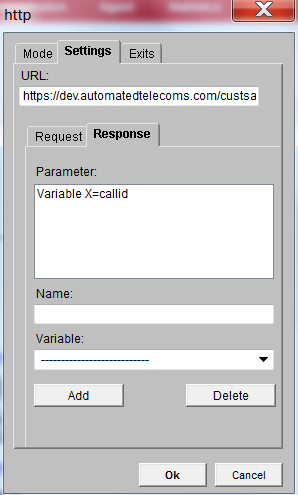 http
Mode Settings Exits
URL:
https://dev.automatedtelecoms.com/custsa
Request Response
Parameter:
Variable X=callid
Name:
Variable:
---------------------------
Add Delete
Ok Cancel